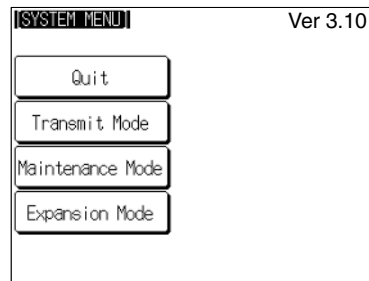 [SYSTEM MENU] Ver 3.10
Quit
Transmit Mode
Maintenance Mode
Expansion Mode